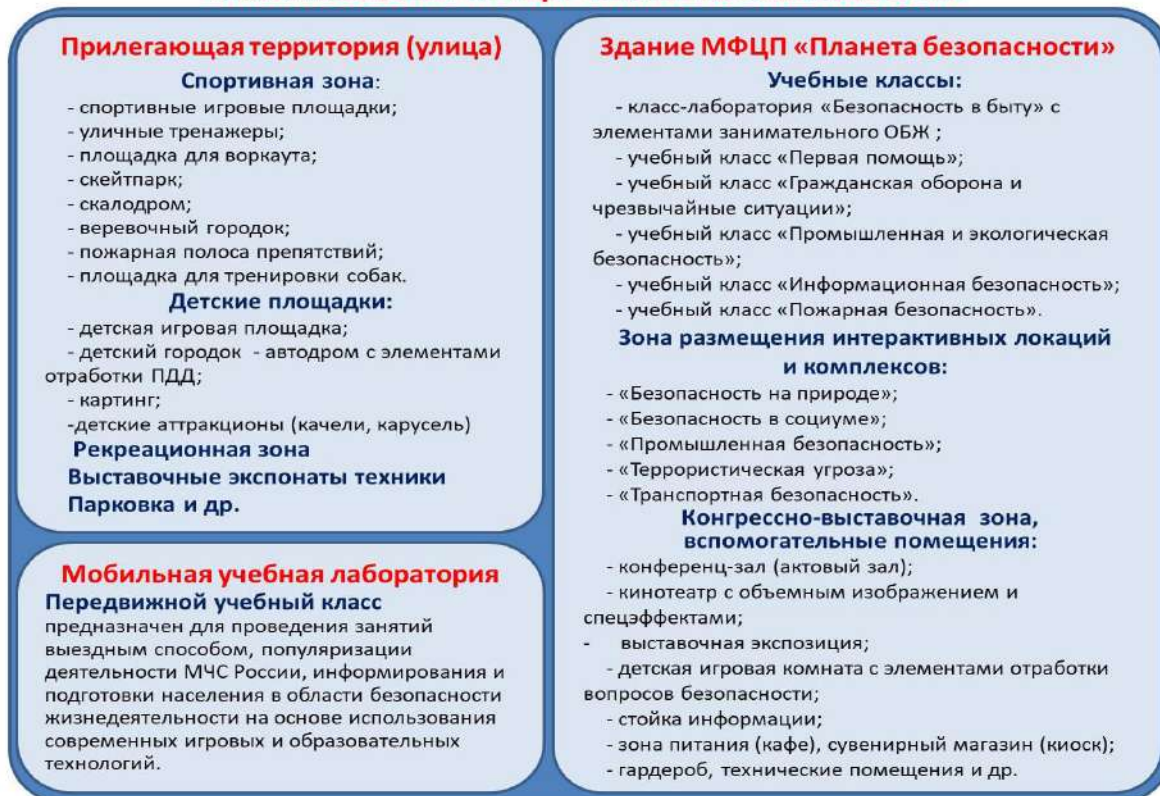 Прилегающая территория (улица)
Спортивная зона:
- спортивные игровые площадки;
- уличные тренажеры;
- площадка для воркаута;
- скейтпарк;
- скалодром;
- веревочный городок;
- пожарная полоса препятствий;
- площадка для тренировки собак.
Детские площадки:
- детская игровая площадка;
- детский городок - автодром с элементами
отработки ПДД;
- картинг;
-детские аттракционы (качели, карусель)
Рекреационная зона
Выставочные экспонаты техники
Парковка и др.
Мобильная учебная лаборатория
Передвижной учебный класс
предназначен для проведения занятий
выездным способом, популяризации
деятельности МЧС России, информирования и
подготовки населения в области безопасности
жизнедеятельности на основе использования
современных игровых и образовательных
технологий.
Здание МФЦП «Планета безопасности»
Учебные классы:
- класс-лаборатория «Безопасность в быту» с
элементами занимательного ОБЖ ;
- учебный класс «Первая помощь»;
- учебный класс «Гражданская оборона и
чрезвычайные ситуации»;
- учебный класс «Промышленная и экологическая
безопасность»;
- учебный класс «Информационная безопасность»;
- учебный класс «Пожарная безопасность».
Зона размещения интерактивных локаций
и комплексов:
- «Безопасность на природе»;
- «Безопасность в социуме»;
- «Промышленная безопасность»;
- «Террористическая угроза»;
- «Транспортная безопасность».
Конгрессно-выставочная зона,
вспомогательные помещения:
- конференц-зал (актовый зал);
- кинотеатр с объемным изображением и
спецэффектами;
- выставочная экспозиция;
- детская игровая комната с элементами отработки
вопросов безопасности;
- стойка информации;
- зона питания (кафе), сувенирный магазин (киоск);
- гардероб, технические помещения и др.